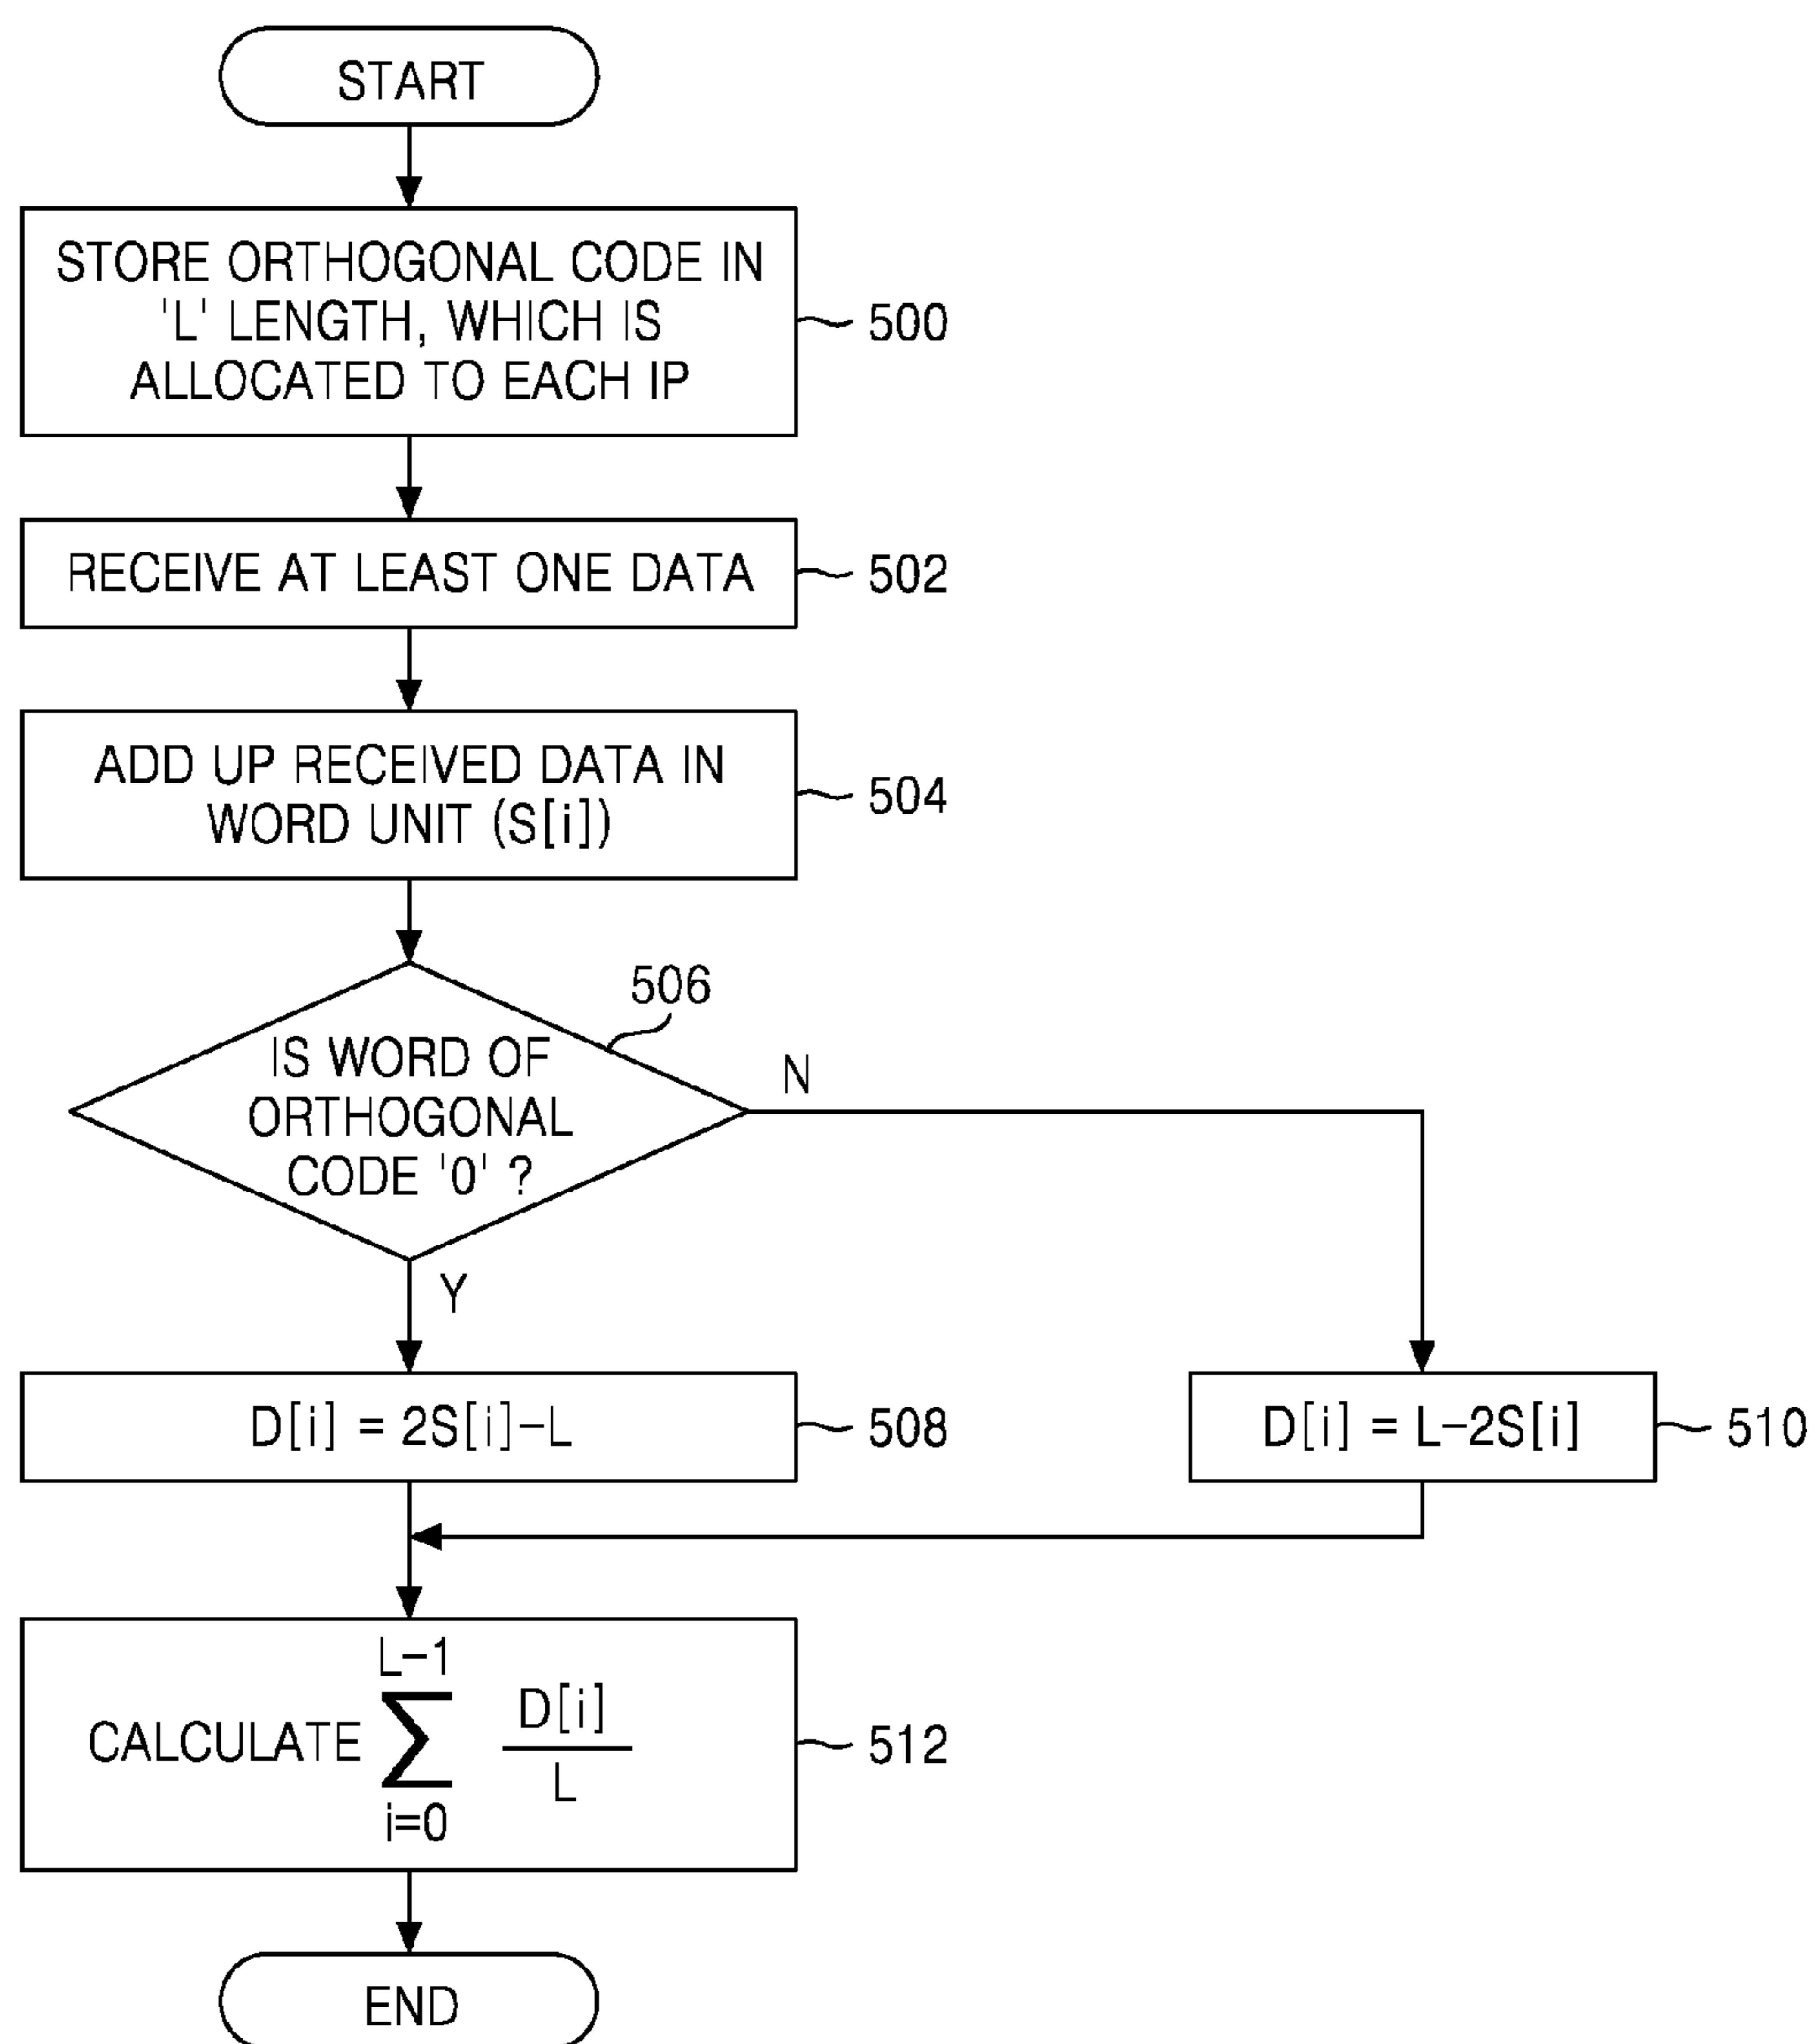 START
STORE ORTHOGONAL CODE IN
'L' LENGTH, WHICH IS
ALLOCATED TO EACH IP
500
RECEIVE AT LEAST ONE DATA
502
ADD UP RECEIVED DATA IN
WORD UNIT (S[i])
504
506
IS WORD OF
ORTHOGONAL
CODE '0' ?
N
Y
D[i] = 2S[i]-L
508
D[i] = L-2S[i]
510
L-1
CALCULATE ∑ D[i]/L
i=0
512
END